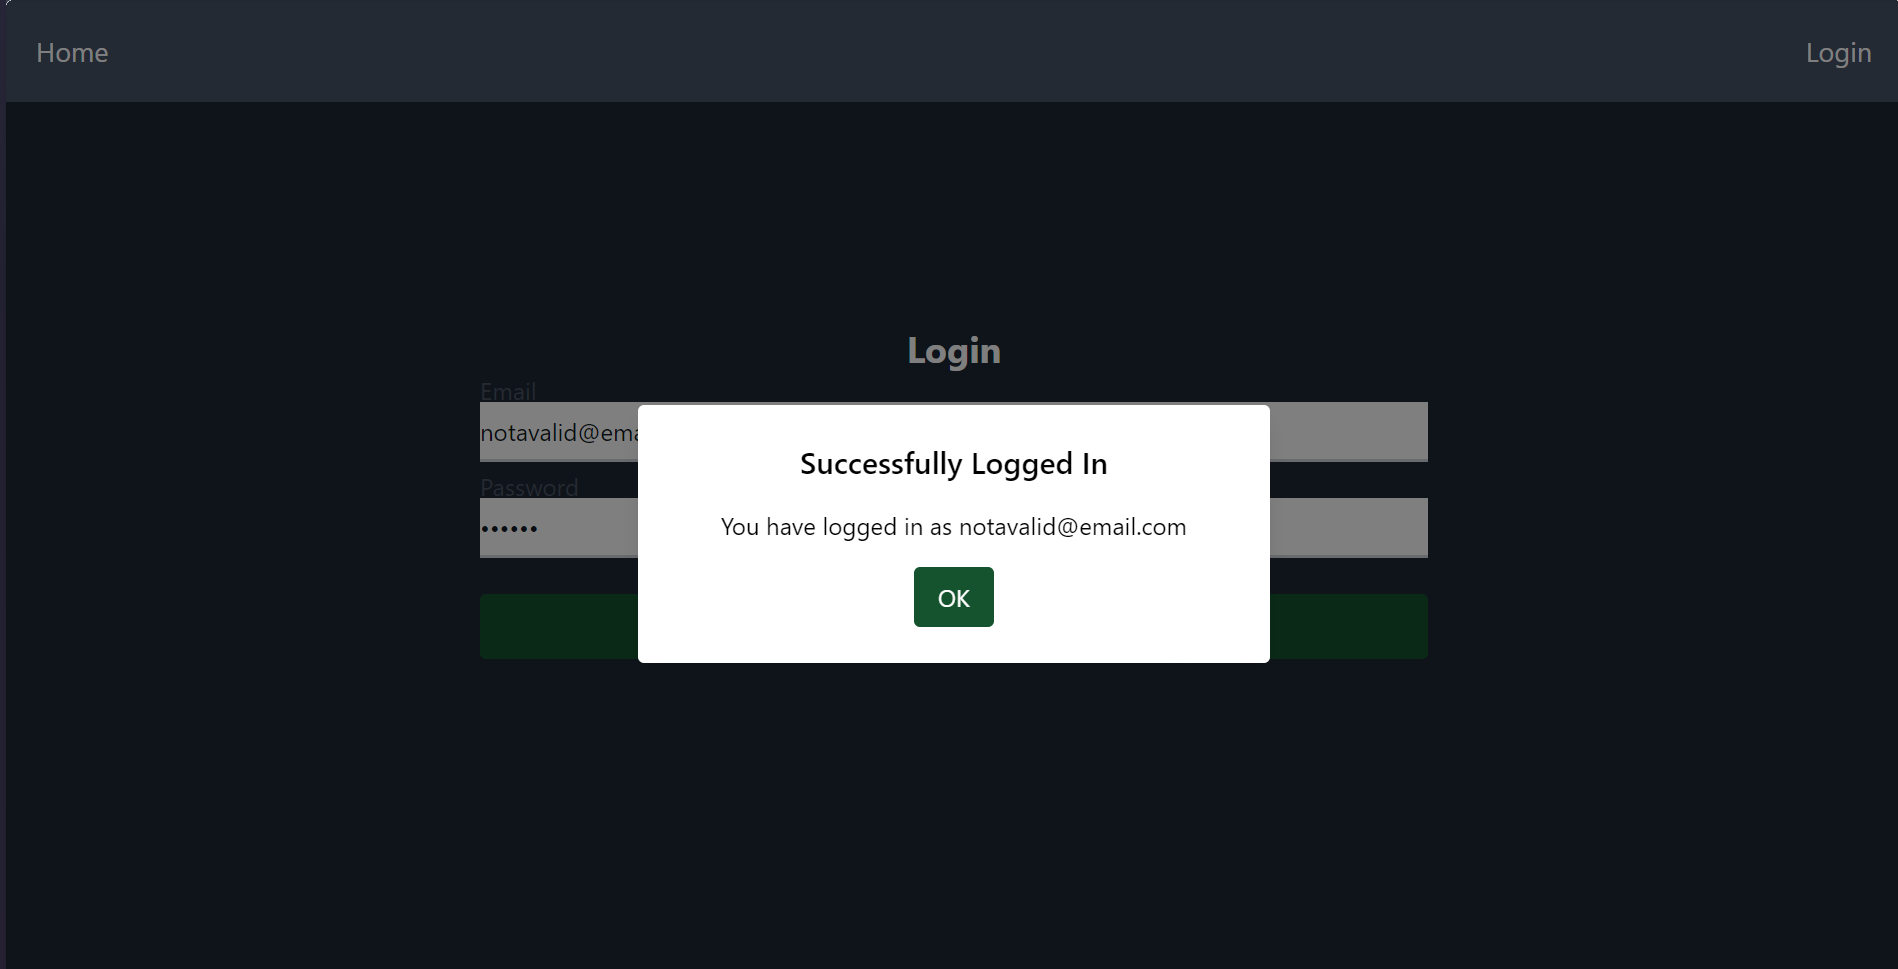 Home
Login
Login
Email
notavalid@ema
Successfully Logged In
Password
••••••
You have logged in as notavalid@email.com
OK